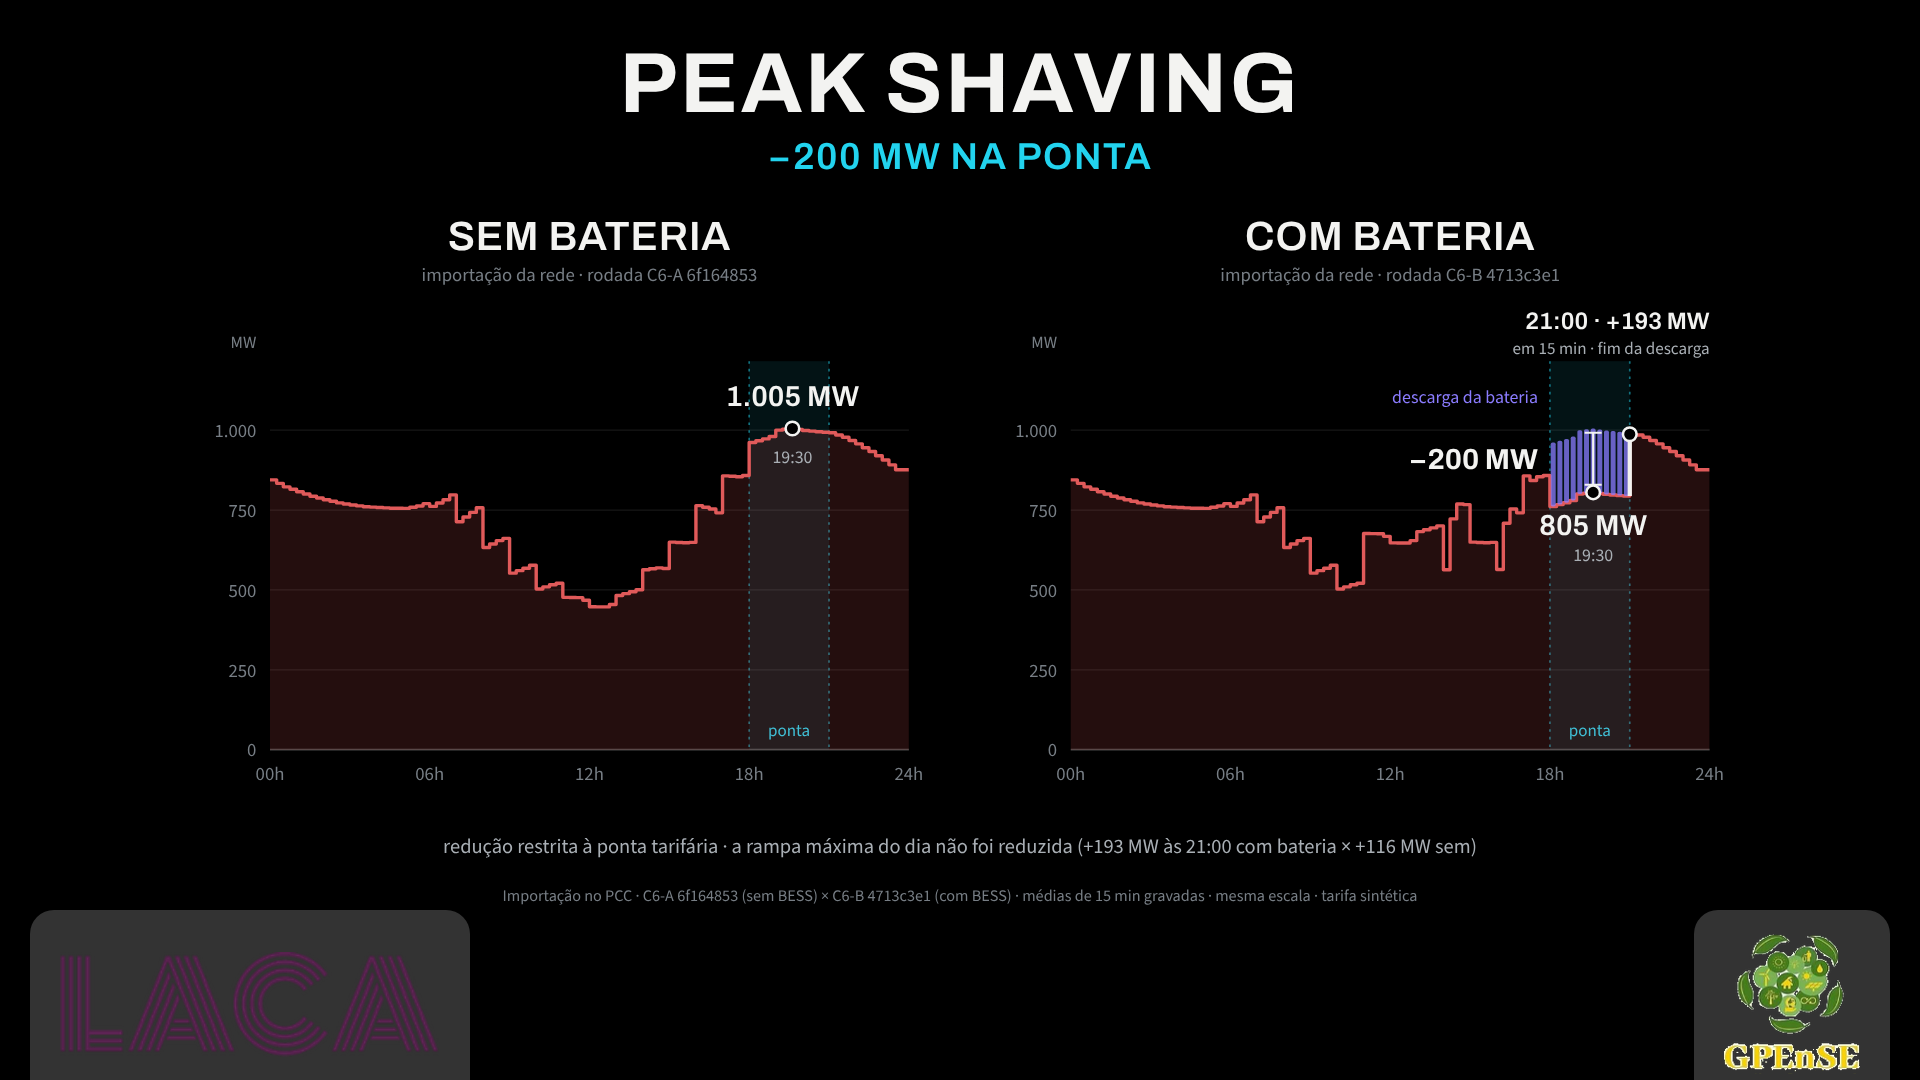 PEAK SHAVING
–200 MW NA PONTA
SEM BATERIA
importação da rede · rodada C6-A 6f164853
MW
1.005 MW
19:30
1.000
750
500
250
0
ponta
00h
06h
12h
18h
24h
COM BATERIA
importação da rede · rodada C6-B 4713c3e1
21:00 · +193 MW
em 15 min · fim da descarga
MW
descarga da bateria
–200 MW
805 MW
19:30
1.000
750
500
250
0
ponta
00h
06h
12h
18h
24h
redução restrita à ponta tarifária · a rampa máxima do dia não foi reduzida (+193 MW às 21:00 com bateria × +116 MW sem)
Importação no PCC · C6-A 6f164853 (sem BESS) × C6-B 4713c3e1 (com BESS) · médias de 15 min gravadas · mesma escala · tarifa sintética
LACA
GPEnSE